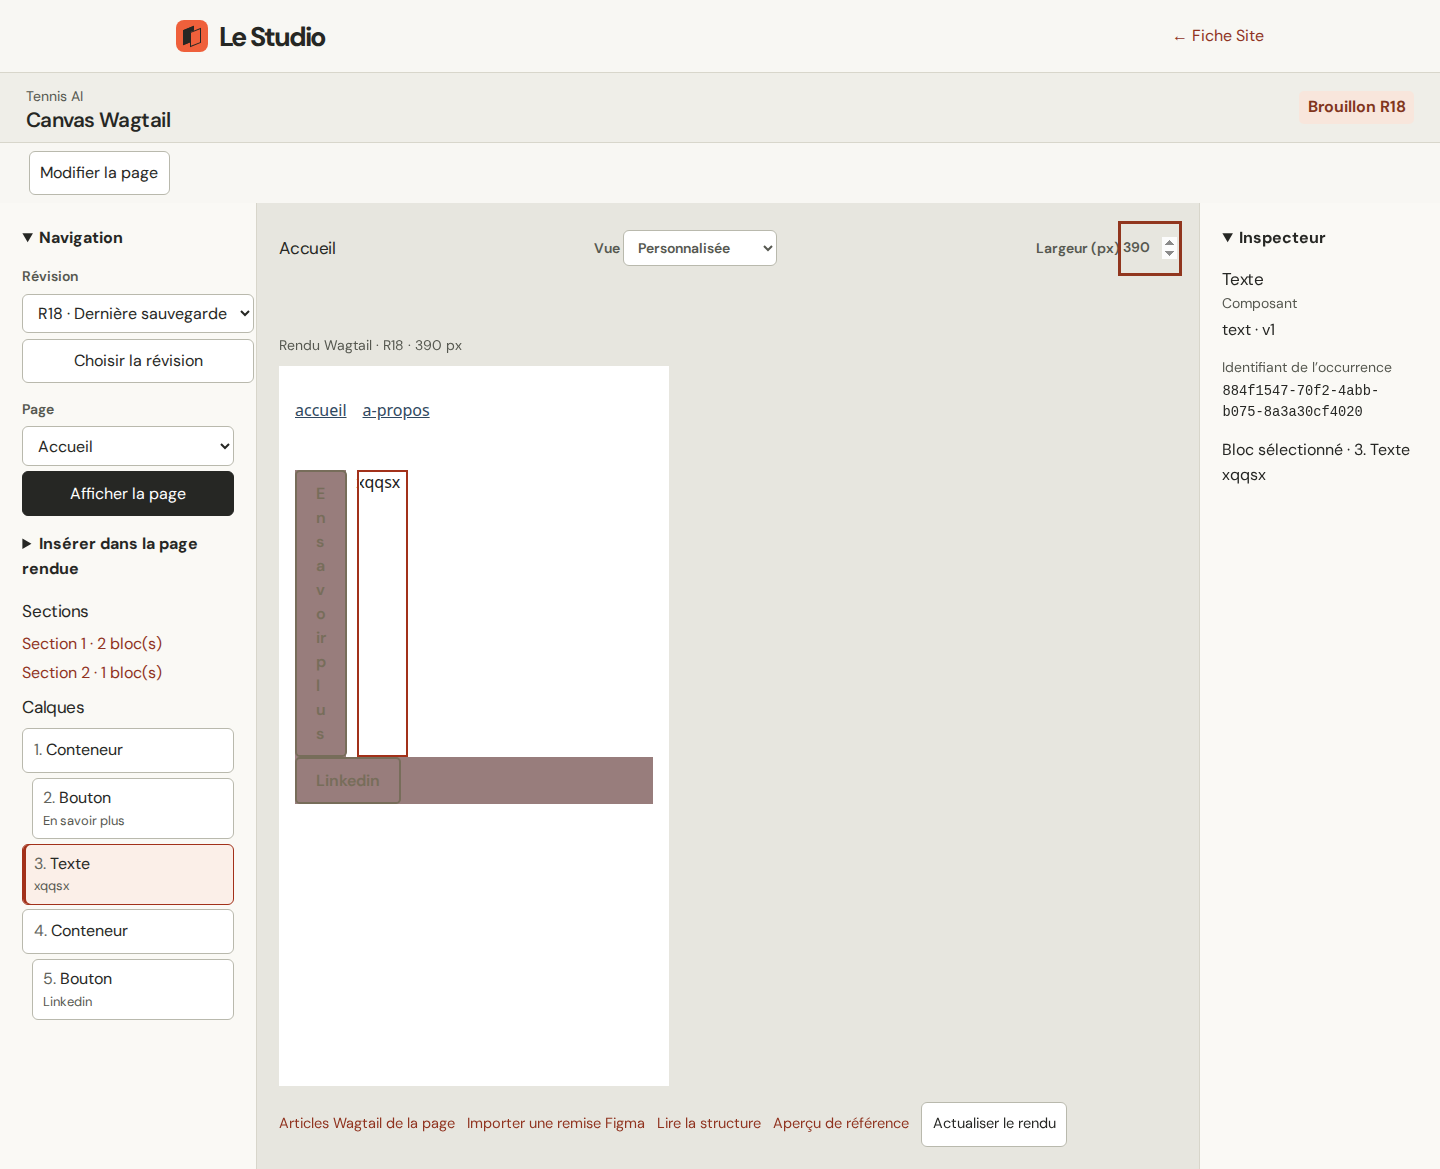 Le Studio
← Fiche Site
Tennis AI
Canvas Wagtail
Brouillon R18
Modifier la page
▼ Navigation
Révision
R18 · Dernière sauvegarde
Choisir la révision
Page
Accueil
Afficher la page
▶ Insérer dans la page
rendue
Sections
Section 1 · 2 bloc(s)
Section 2 · 1 bloc(s)
Calques
1. Conteneur
2. Bouton
En savoir plus
3. Texte
xqqsx
4. Conteneur
5. Bouton
Linkedin
Accueil
Vue Personnalisée
Largeur (px) 390
Rendu Wagtail · R18 · 390 px
accueil a-propos
E
n
s
a
v
o
ir
p
l
u
s
xqqsx
Linkedin
Articles Wagtail de la page Importer une remise Figma Lire la structure Aperçu de référence Actualiser le rendu
▼ Inspecteur
Texte
Composant
text · v1
Identifiant de l’occurrence
884f1547-70f2-4abb-
b075-8a3a30cf4020
Bloc sélectionné · 3. Texte
xqqsx